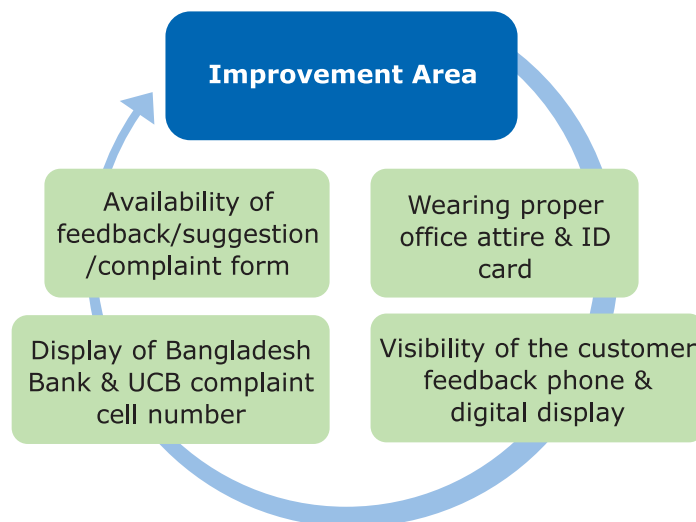 Improvement Area
Availability of
feedback/suggestion
/complaint form
Wearing proper
office attire & ID
card
Display of Bangladesh
Bank & UCB complaint
cell number
Visibility of the customer
feedback phone &
digital display